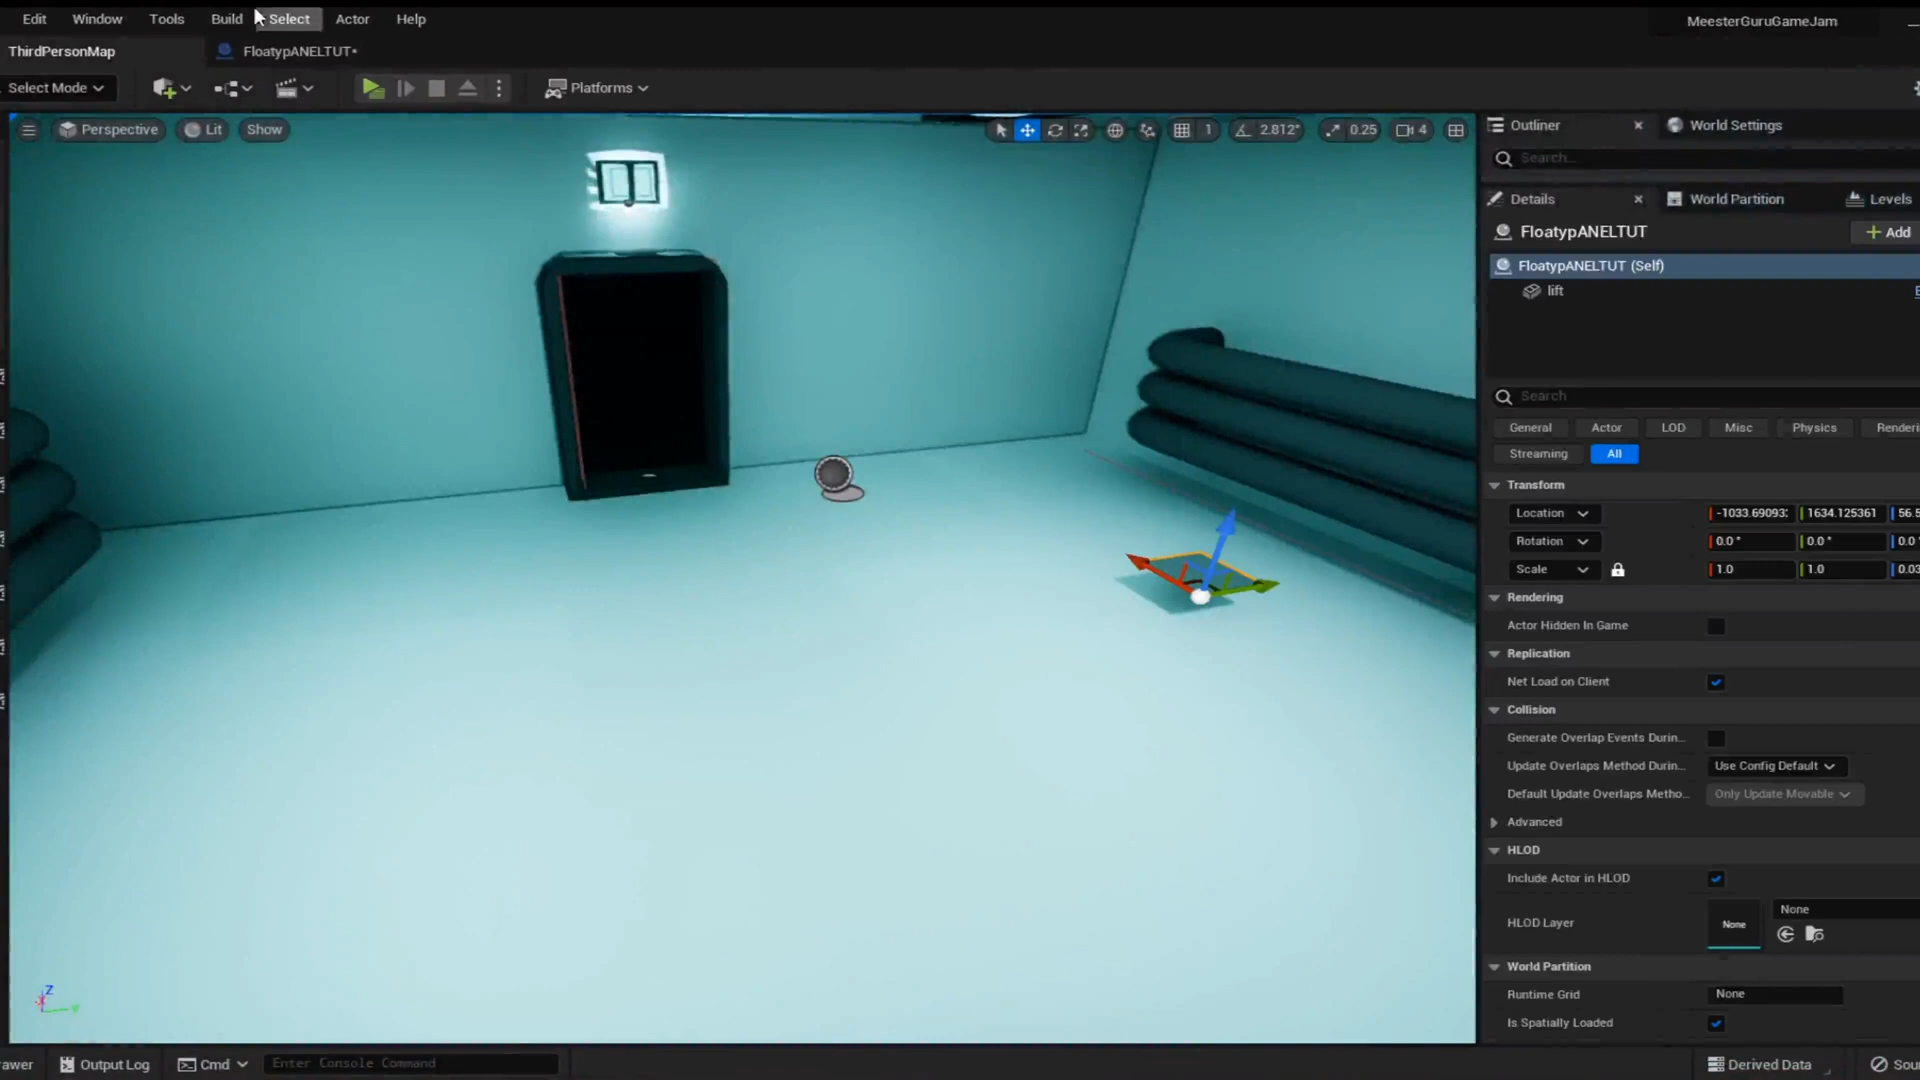 Edit Window Tools Build Select Actor Help MeesterGuruGameJam
ThirdPersonMap FloatypANELTUT•
Select Mode Platforms
Perspective Lit Show 1 2.812° 0.25 4
Outliner World Settings
Search...
Details World Partition Levels
FloatypANELTUT Add
FloatypANELTUT (Self)
lift
Search
General Actor LOD Misc Physics
Streaming All
Transform
Location -1033.69093 1634.125361 56.5
Rotation 0.0 ° 0.0 ° 0.0 °
Scale 1.0 1.0 0.03
Rendering
Actor Hidden In Game
Replication
Net Load on Client
Collision
Generate Overlap Events Durin...
Update Overlaps Method Durin... Use Config Default
Default Update Overlaps Metho... Only Update Movable
Advanced
HLOD
Include Actor in HLOD
HLOD Layer None None
World Partition
Runtime Grid None
Is Spatially Loaded
Z
X Y
Output Log Cmd Enter Console Command Derived Data